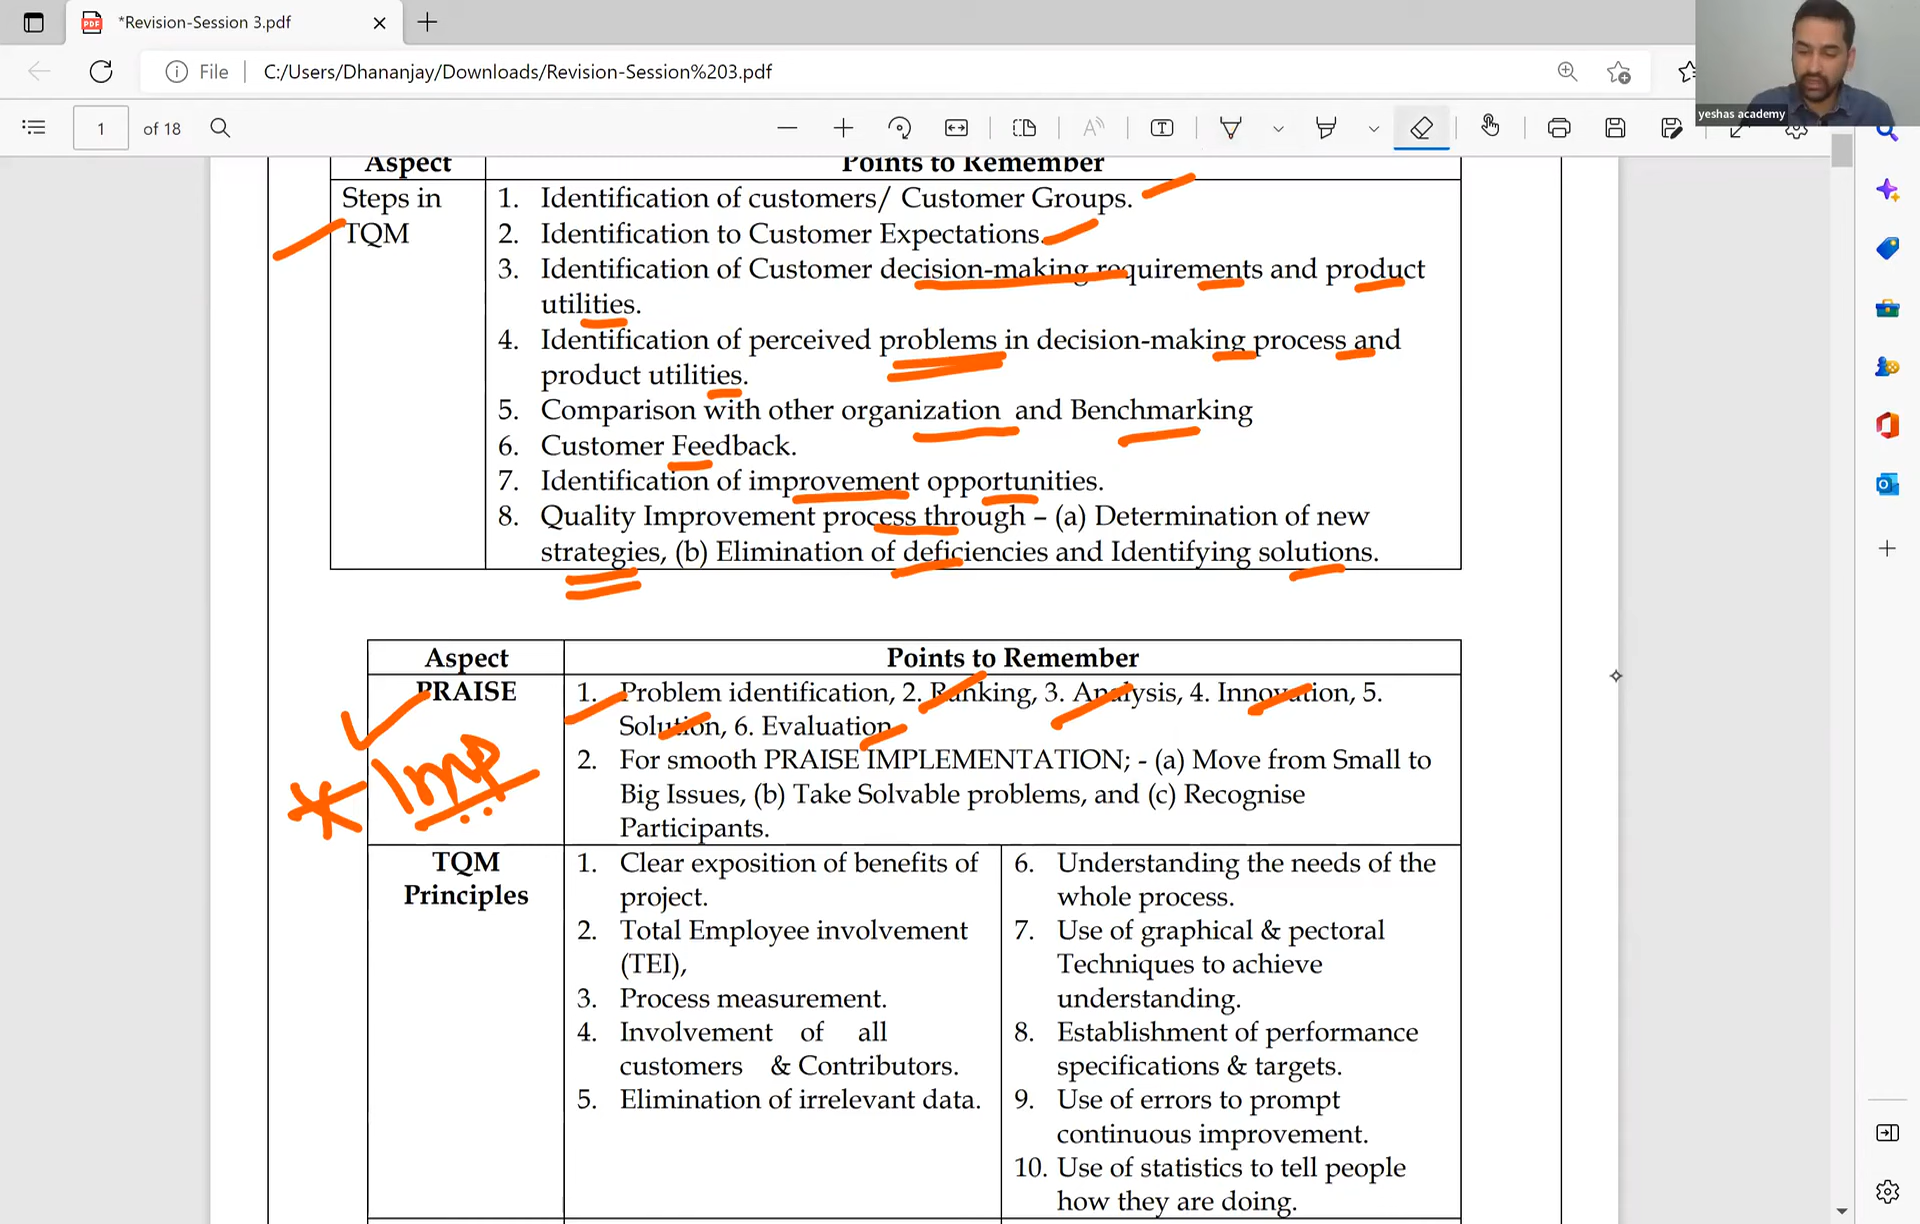 *Revision-Session 3.pdf
File
C:/Users/Dhananjay/Downloads/Revision-Session%203.pdf
yeshas academy
1 of 18
Aspect
Points to Remember
Steps in
TQM
1. Identification of customers/ Customer Groups.
2. Identification to Customer Expectations.
3. Identification of Customer decision-making requirements and product
utilities.
4. Identification of perceived problems in decision-making process and
product utilities.
5. Comparison with other organization and Benchmarking
6. Customer Feedback.
7. Identification of improvement opportunities.
8. Quality Improvement process through – (a) Determination of new
strategies, (b) Elimination of deficiencies and Identifying solutions.
Aspect
Points to Remember
PRAISE
Imp
1. Problem identification, 2. Ranking, 3. Analysis, 4. Innovation, 5.
Solution, 6. Evaluation
2. For smooth PRAISE IMPLEMENTATION; - (a) Move from Small to
Big Issues, (b) Take Solvable problems, and (c) Recognise
Participants.
TQM
Principles
1. Clear exposition of benefits of
project.
2. Total Employee involvement
(TEI),
3. Process measurement.
4. Involvement of all
customers & Contributors.
5. Elimination of irrelevant data.
6. Understanding the needs of the
whole process.
7. Use of graphical & pectoral
Techniques to achieve
understanding.
8. Establishment of performance
specifications & targets.
9. Use of errors to prompt
continuous improvement.
10. Use of statistics to tell people
how they are doing.